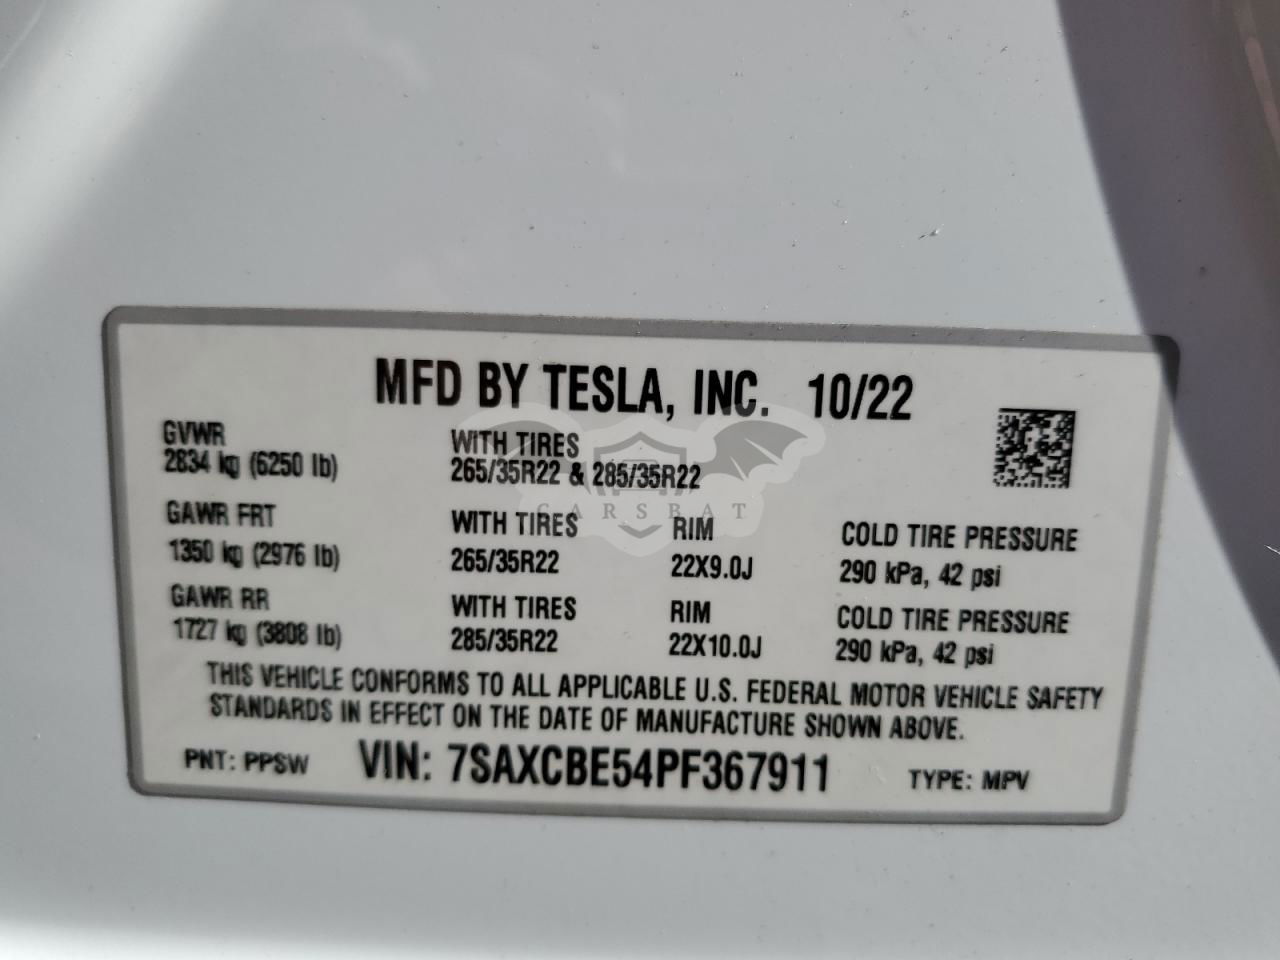 MFD BY TESLA, INC. 10/22
GVWR
2834 kg (6250 lb)
WITH TIRES
265/35R22 & 285/35R22
CARSBAT
GAWR FRT
1350 kg (2976 lb)
WITH TIRES
265/35R22
RIM
22X9.0J
COLD TIRE PRESSURE
290 kPa, 42 psi
GAWR RR
1727 kg (3808 lb)
WITH TIRES
285/35R22
RIM
22X10.0J
COLD TIRE PRESSURE
290 kPa, 42 psi
THIS VEHICLE CONFORMS TO ALL APPLICABLE U.S. FEDERAL MOTOR VEHICLE SAFETY
STANDARDS IN EFFECT ON THE DATE OF MANUFACTURE SHOWN ABOVE.
PNT: PPSW VIN: 7SAXCBE54PF367911 TYPE: MPV